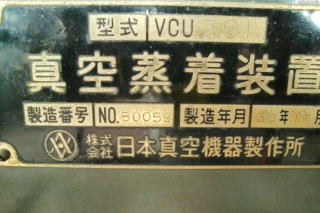 型式 VCU
真空蒸着装置
製造番号 NO.50059 製造年月 年 月
株式会社 日本真空機器製作所